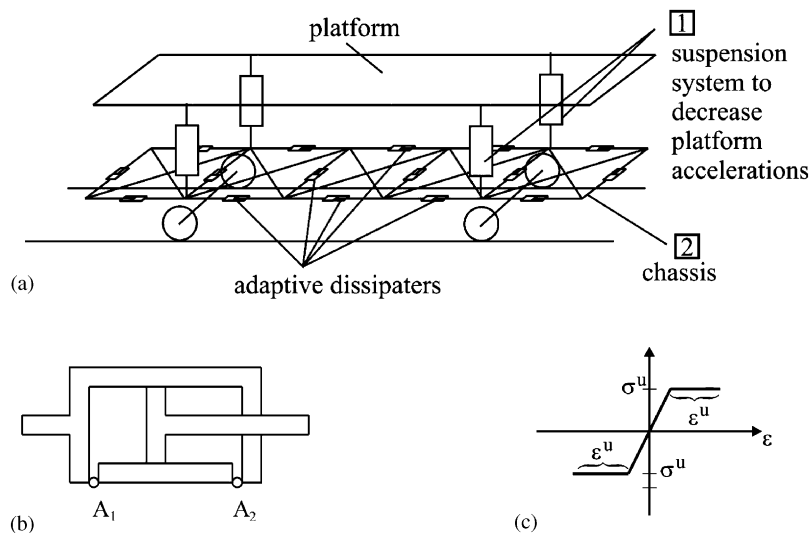 platform
1
suspension
system to
decrease
platform
accelerations
2
chassis
adaptive dissipaters
(a)
A₁
A₂
(b)
σᵘ
εᵘ
ε
εᵘ
σᵘ
(c)